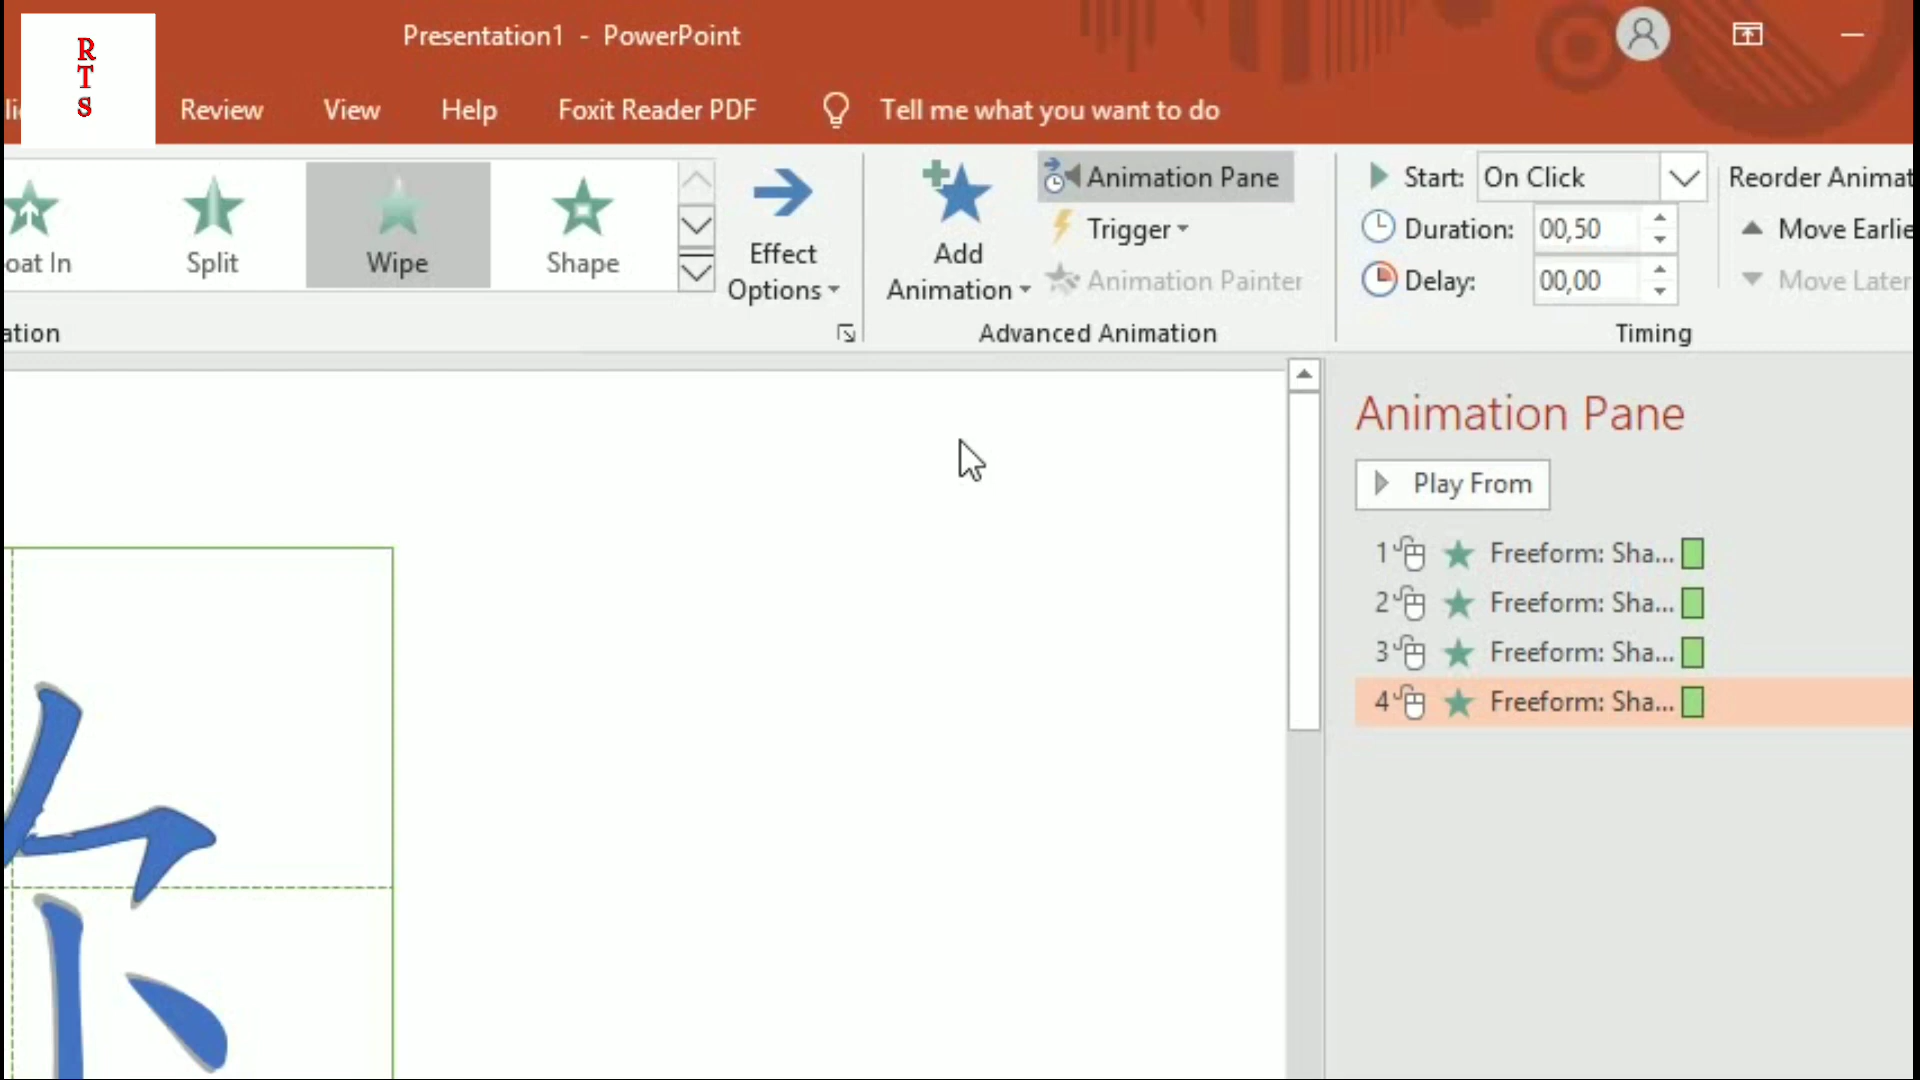 R
T
S
Presentation1 - PowerPoint
Review View Help Foxit Reader PDF Tell me what you want to do
oat In Split Wipe Shape
Effect
Options
Add
Animation
Animation Pane
Trigger
Animation Painter
Start: On Click
Duration: 00,50
Delay: 00,00
Reorder Animat
Move Earlie
Move Later
ation Advanced Animation Timing
Animation Pane
Play From
1 Freeform: Sha...
2 Freeform: Sha...
3 Freeform: Sha...
4 Freeform: Sha...